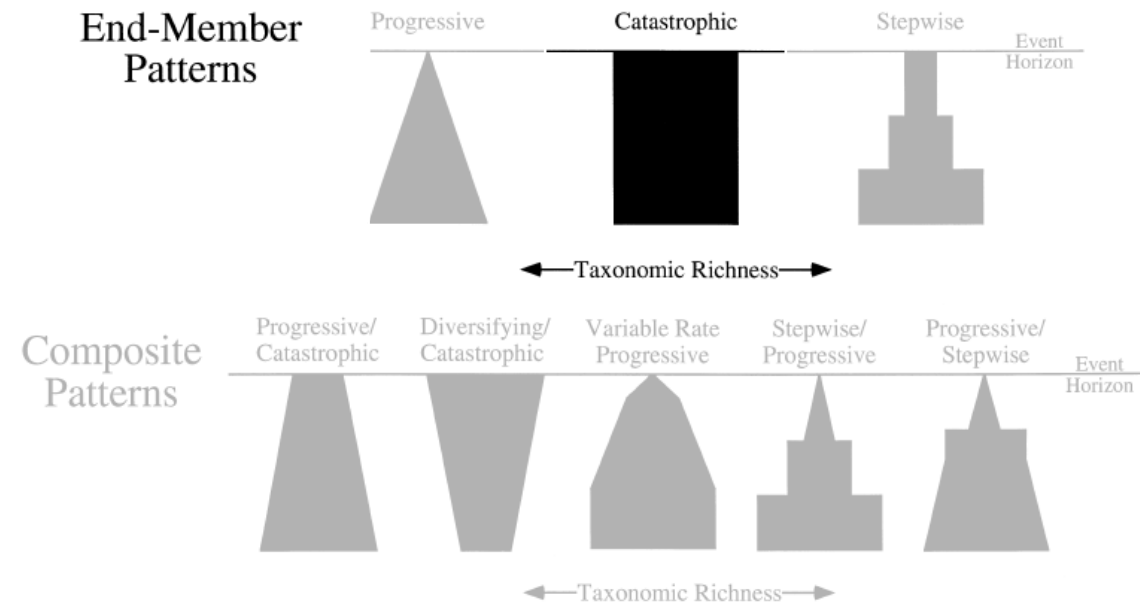 End-Member
Patterns
Progressive
Catastrophic
Stepwise
Event
Horizon
Taxonomic Richness
Composite
Patterns
Progressive/
Catastrophic
Diversifying/
Catastrophic
Variable Rate
Progressive
Stepwise/
Progressive
Progressive/
Stepwise
Event
Horizon
Taxonomic Richness